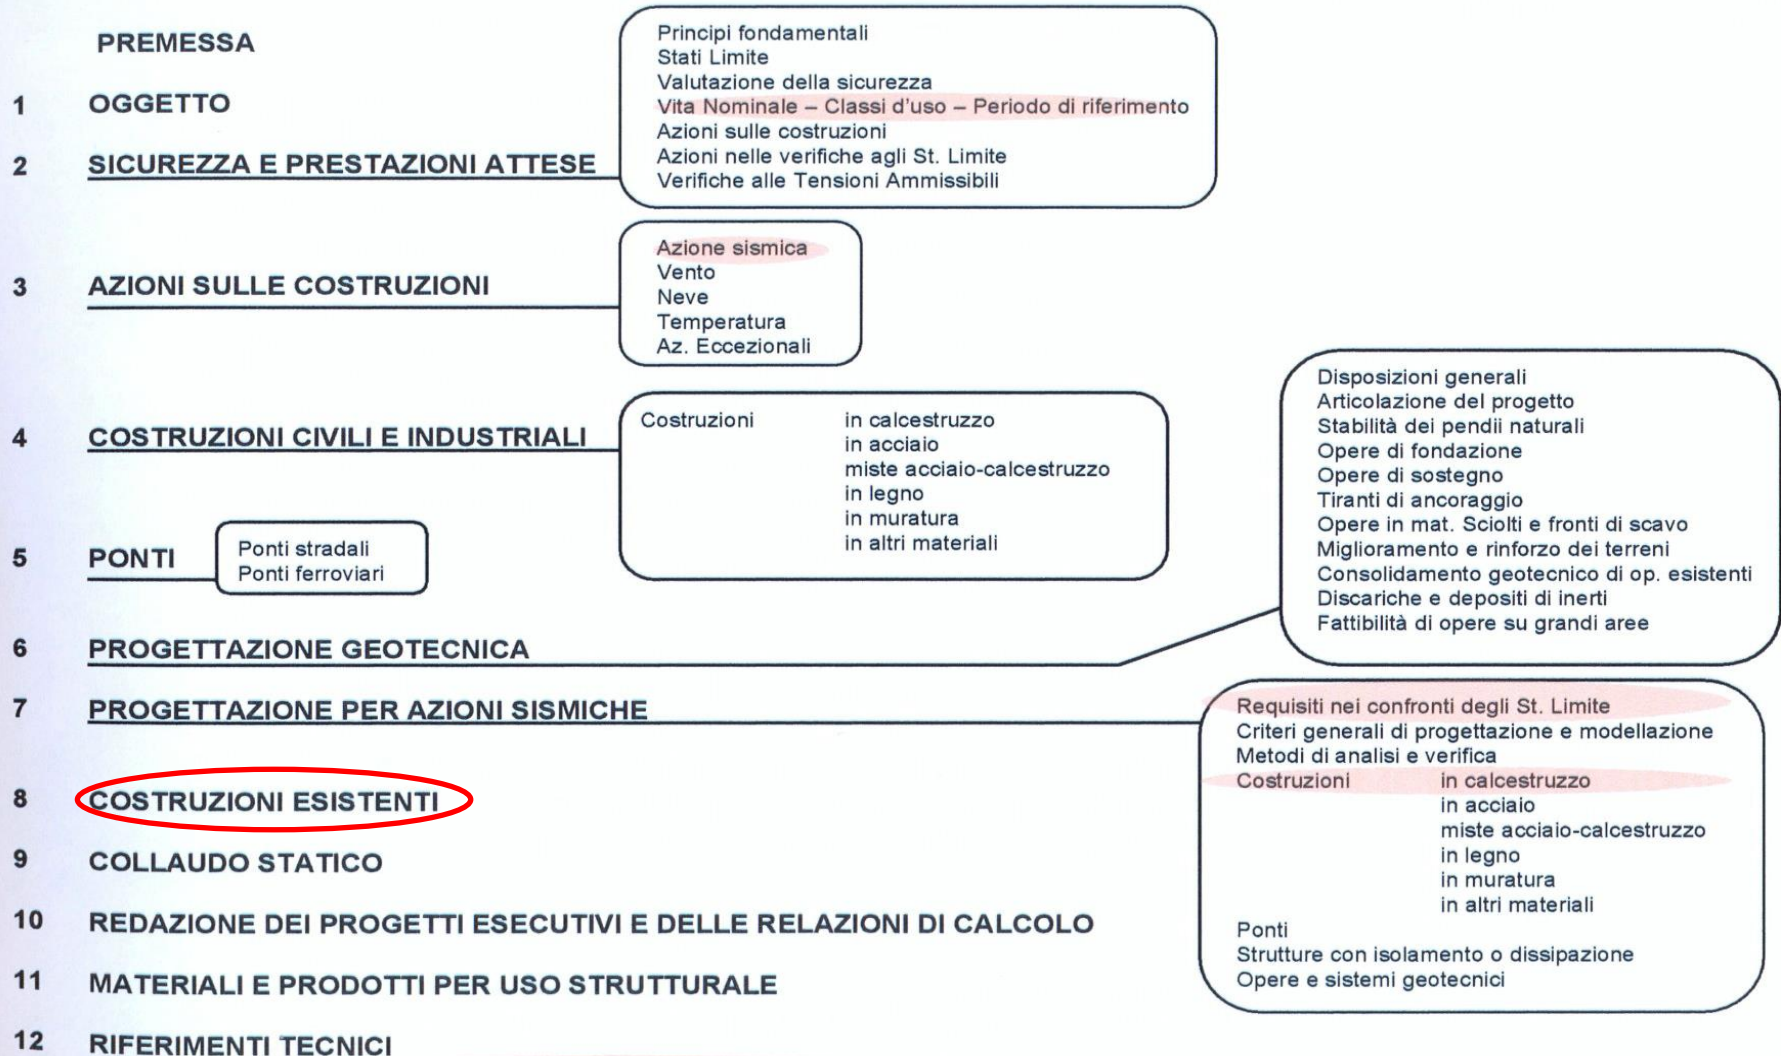 PREMESSA
1 OGGETTO
2 SICUREZZA E PRESTAZIONI ATTESE
Principi fondamentali
Stati Limite
Valutazione della sicurezza
Vita Nominale – Classi d'uso – Periodo di riferimento
Azioni sulle costruzioni
Azioni nelle verifiche agli St. Limite
Verifiche alle Tensioni Ammissibili
3 AZIONI SULLE COSTRUZIONI
Azione sismica
Vento
Neve
Temperatura
Az. Eccezionali
4 COSTRUZIONI CIVILI E INDUSTRIALI
Costruzioni in calcestruzzo
in acciaio
miste acciaio-calcestruzzo
in legno
in muratura
in altri materiali
5 PONTI
Ponti stradali
Ponti ferroviari
6 PROGETTAZIONE GEOTECNICA
Disposizioni generali
Articolazione del progetto
Stabilità dei pendii naturali
Opere di fondazione
Opere di sostegno
Tiranti di ancoraggio
Opere in mat. Sciolti e fronti di scavo
Miglioramento e rinforzo dei terreni
Consolidamento geotecnico di op. esistenti
Discariche e depositi di inerti
Fattibilità di opere su grandi aree
7 PROGETTAZIONE PER AZIONI SISMICHE
Requisiti nei confronti degli St. Limite
Criteri generali di progettazione e modellazione
Metodi di analisi e verifica
Costruzioni in calcestruzzo
in acciaio
miste acciaio-calcestruzzo
in legno
in muratura
in altri materiali
Ponti
Strutture con isolamento o dissipazione
Opere e sistemi geotecnici
8 COSTRUZIONI ESISTENTI
9 COLLAUDO STATICO
10 REDAZIONE DEI PROGETTI ESECUTIVI E DELLE RELAZIONI DI CALCOLO
11 MATERIALI E PRODOTTI PER USO STRUTTURALE
12 RIFERIMENTI TECNICI